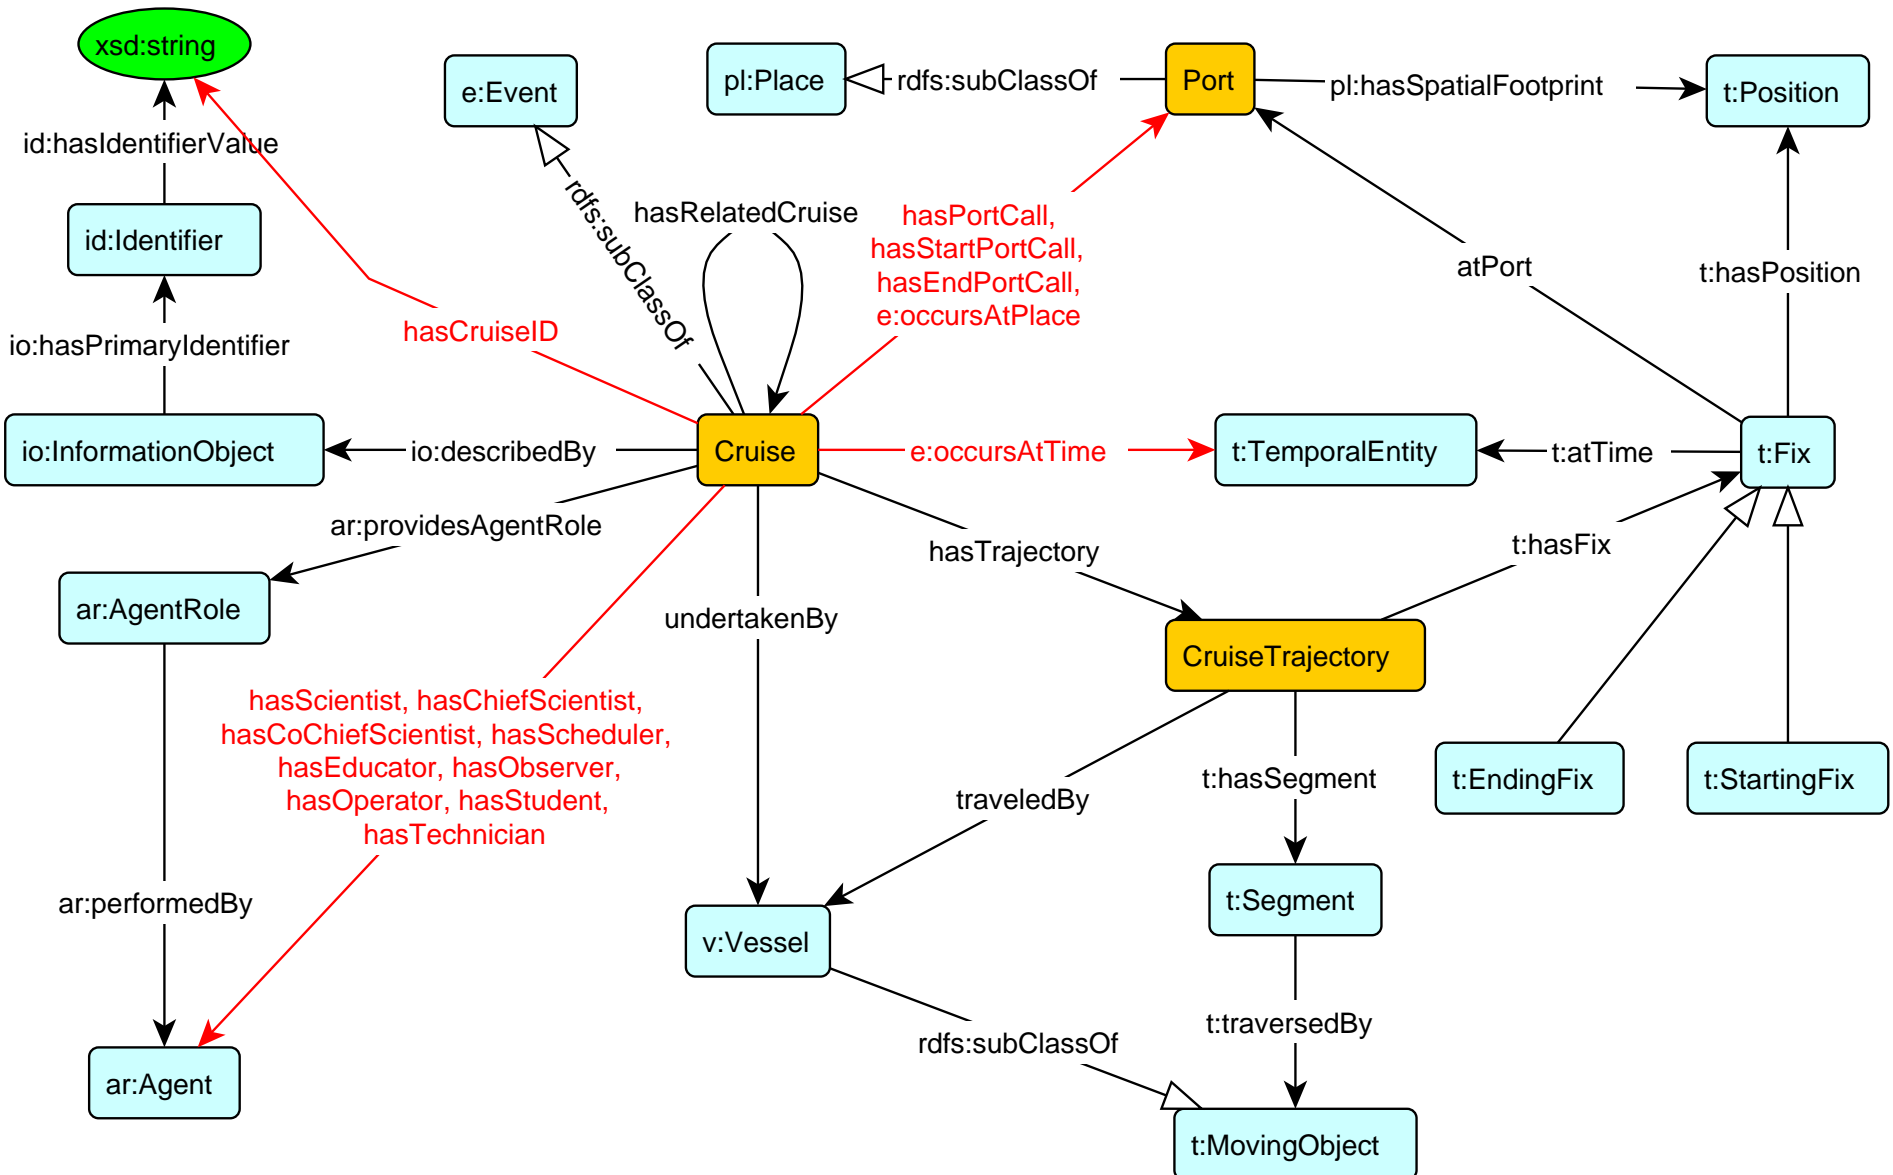 xsd:string
e:Event
pl:Place
rdfs:subClassOf
Port
pl:hasSpatialFootprint
t:Position
id:hasIdentifierValue
rdfs:subClassOf
hasRelatedCruise
hasPortCall,
hasStartPortCall,
hasEndPortCall,
e:occursAtPlace
id:Identifier
atPort
t:hasPosition
hasCruiseID
io:hasPrimaryIdentifier
io:InformationObject
io:describedBy
Cruise
e:occursAtTime
t:TemporalEntity
t:atTime
t:Fix
ar:providesAgentRole
hasTrajectory
t:hasFix
ar:AgentRole
undertakenBy
CruiseTrajectory
hasScientist, hasChiefScientist,
hasCoChiefScientist, hasScheduler,
hasEducator, hasObserver,
hasOperator, hasStudent,
hasTechnician
traveledBy
t:hasSegment
t:EndingFix
t:StartingFix
ar:performedBy
v:Vessel
t:Segment
rdfs:subClassOf
t:traversedBy
ar:Agent
t:MovingObject